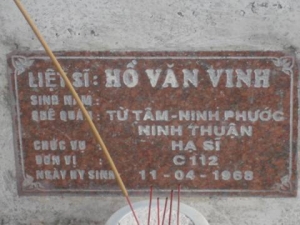 LIỆT SĨ : HỒ VĂN VINH
SINH NĂM :
QUÊ QUÁN : TỪ TÂM-NINH PHƯỚC
NINH THUẬN
CHỨC VỤ : HẠ SĨ
ĐƠN VỊ : C112
NGÀY HY SINH 11-04-1968